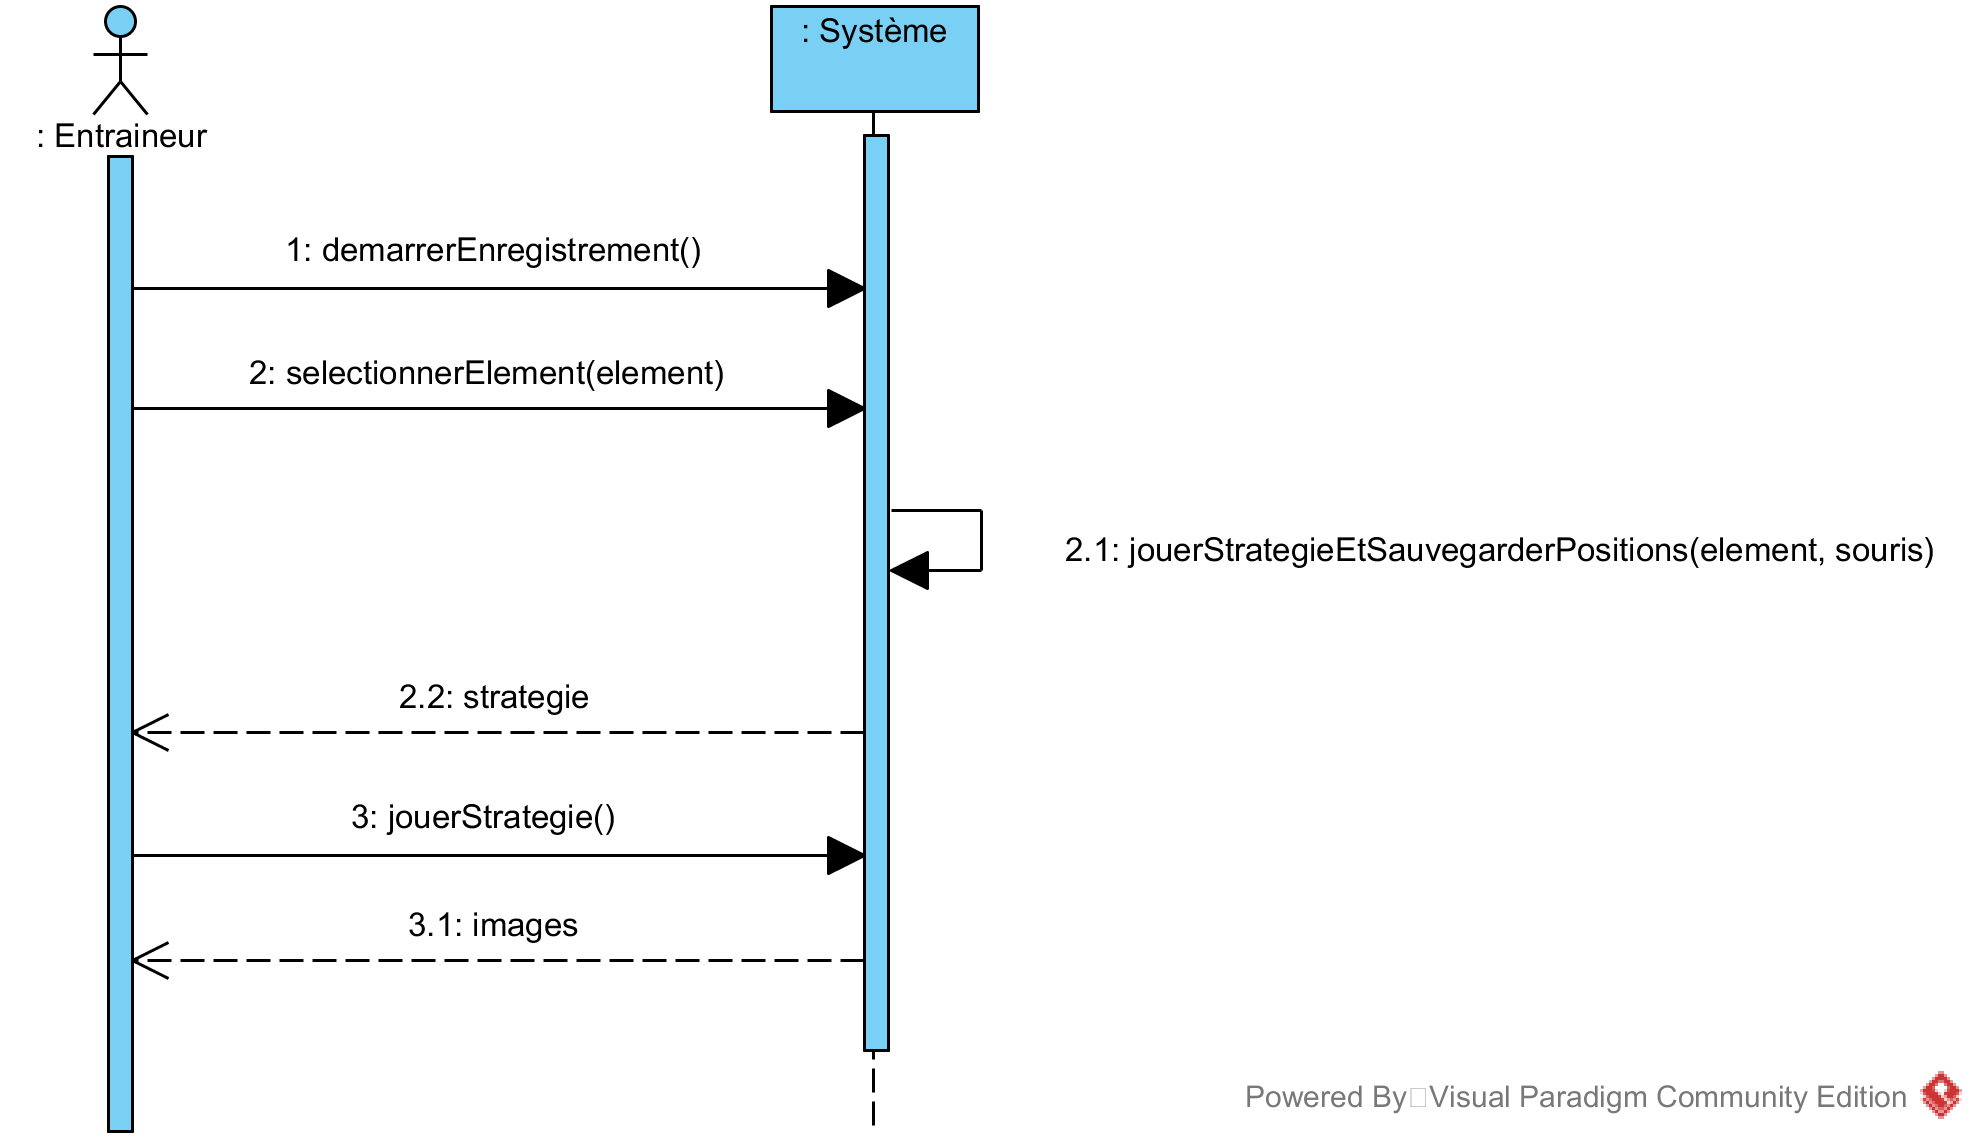 : Système
: Entraineur
1: demarrerEnregistrement()
2: selectionnerElement(element)
2.1: jouerStrategieEtSauvegarderPositions(element, souris)
2.2: strategie
3: jouerStrategie()
3.1: images
Powered By Visual Paradigm Community Edition